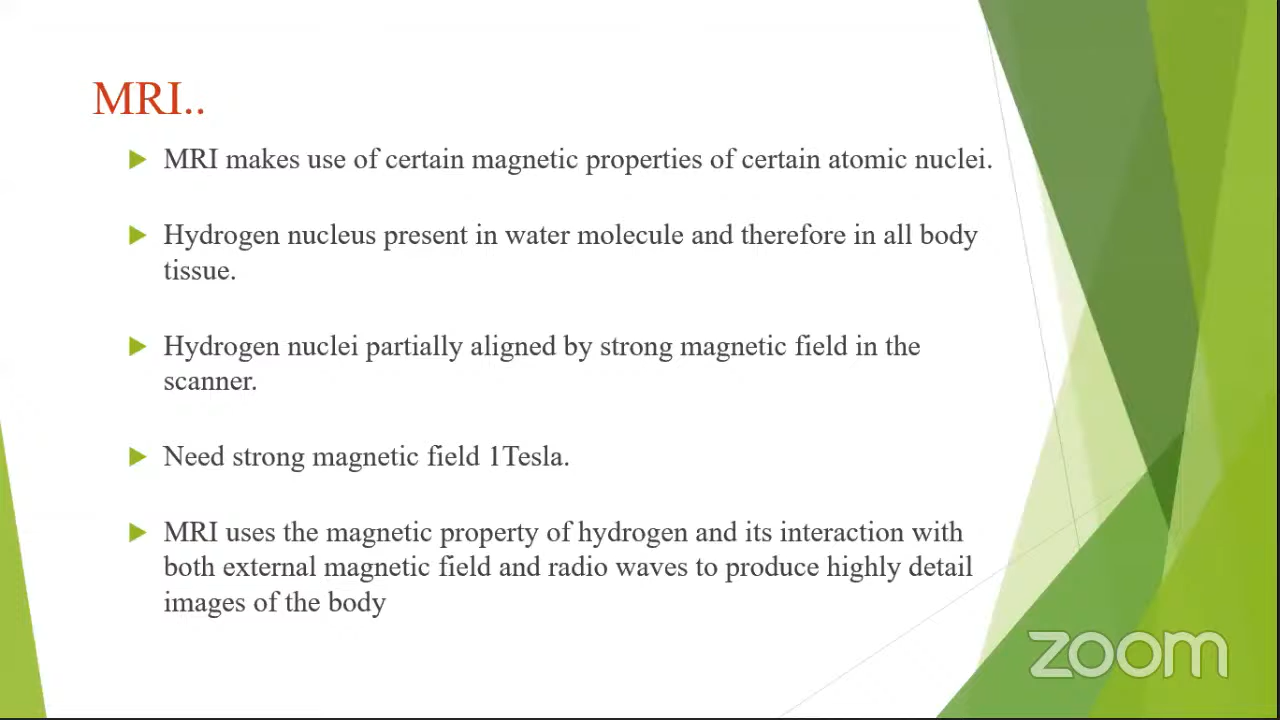 MRI..
MRI makes use of certain magnetic properties of certain atomic nuclei.
Hydrogen nucleus present in water molecule and therefore in all body
tissue.
Hydrogen nuclei partially aligned by strong magnetic field in the
scanner.
Need strong magnetic field 1Tesla.
MRI uses the magnetic property of hydrogen and its interaction with
both external magnetic field and radio waves to produce highly detail
images of the body
zoom